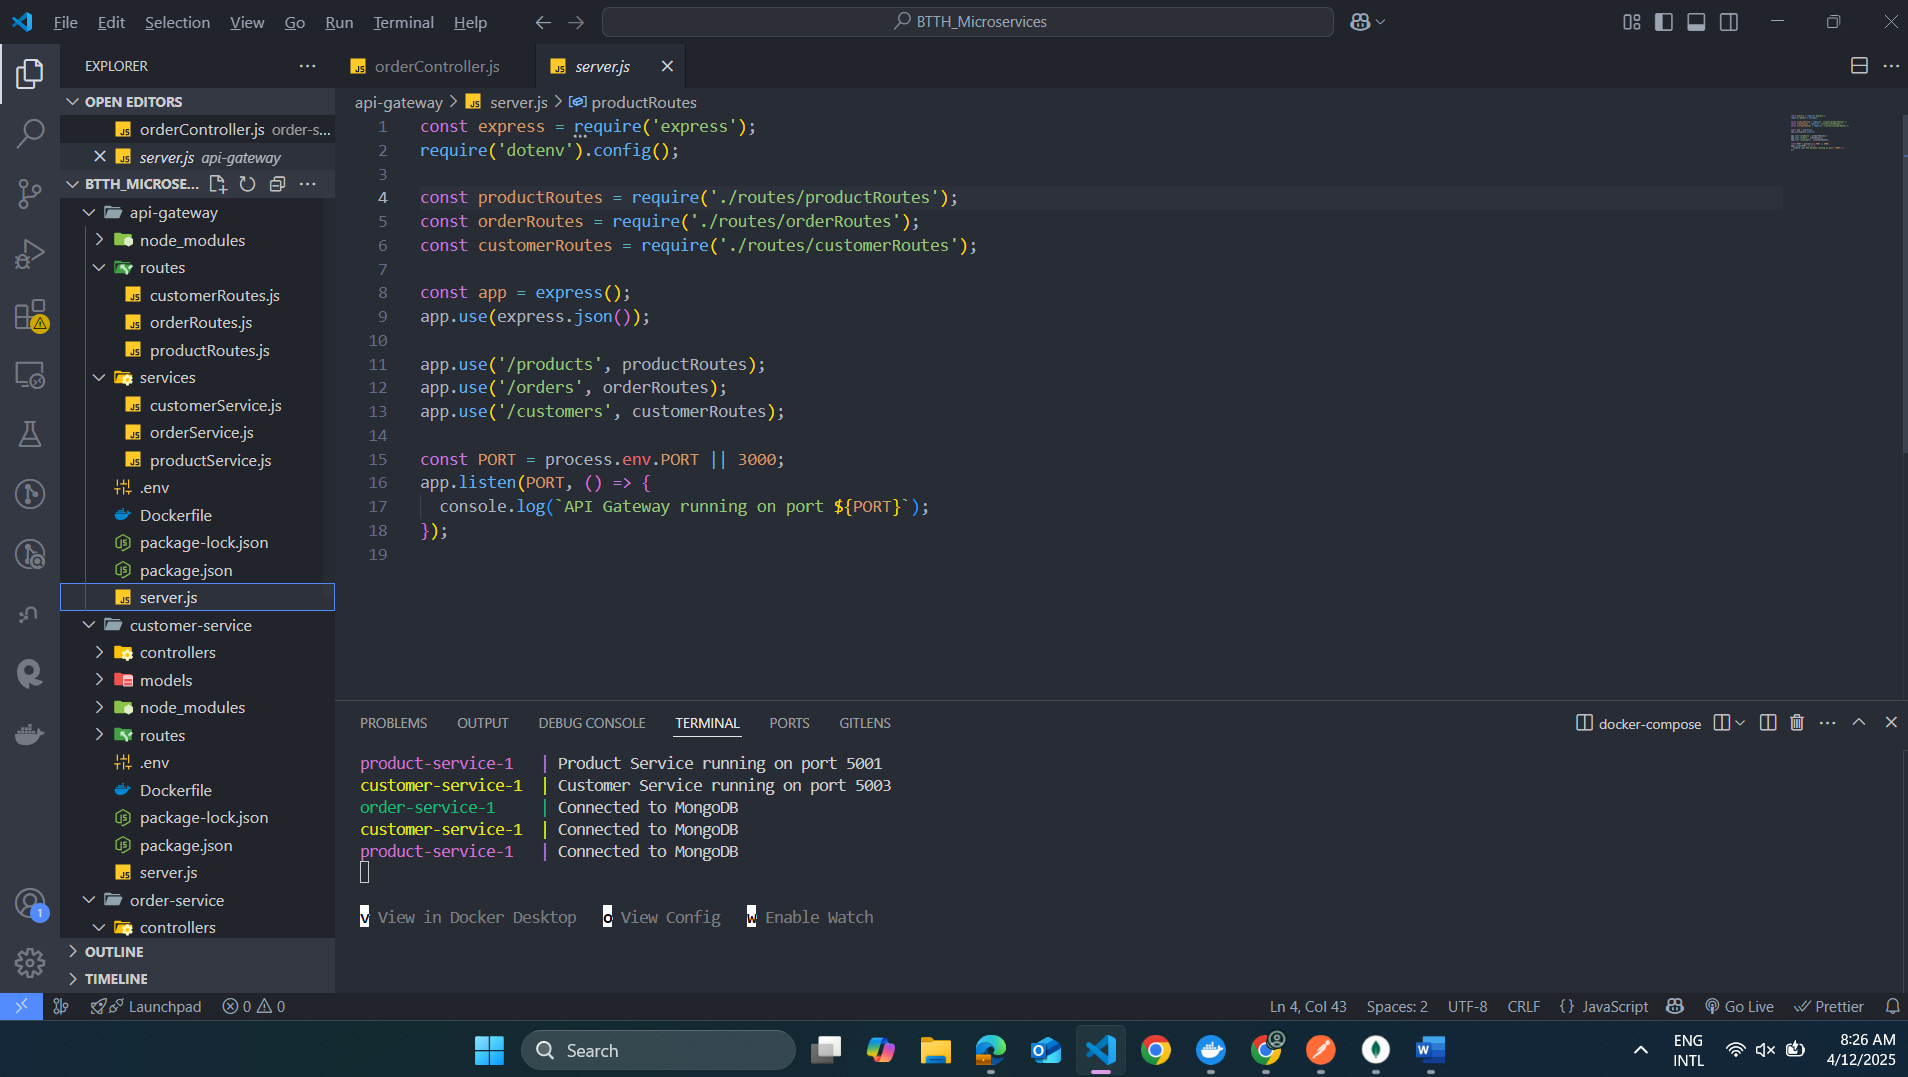 File Edit Selection View Go Run Terminal Help
BTTH_Microservices
EXPLORER
OPEN EDITORS
orderController.js order-s...
server.js api-gateway
BTTH_MICROSE...
api-gateway
node_modules
routes
customerRoutes.js
orderRoutes.js
productRoutes.js
services
customerService.js
orderService.js
productService.js
.env
Dockerfile
package-lock.json
package.json
server.js
customer-service
controllers
models
node_modules
routes
.env
Dockerfile
package-lock.json
package.json
server.js
order-service
controllers
OUTLINE
TIMELINE
orderController.js
server.js
api-gateway > server.js > productRoutes
1 const express = require('express');
2 require('dotenv').config();
3
4 const productRoutes = require('./routes/productRoutes');
5 const orderRoutes = require('./routes/orderRoutes');
6 const customerRoutes = require('./routes/customerRoutes');
7
8 const app = express();
9 app.use(express.json());
10
11 app.use('/products', productRoutes);
12 app.use('/orders', orderRoutes);
13 app.use('/customers', customerRoutes);
14
15 const PORT = process.env.PORT || 3000;
16 app.listen(PORT, () => {
17 console.log(`API Gateway running on port ${PORT}`);
18 });
19
PROBLEMS OUTPUT DEBUG CONSOLE TERMINAL PORTS GITLENS
docker-compose
product-service-1 | Product Service running on port 5001
customer-service-1 | Customer Service running on port 5003
order-service-1 | Connected to MongoDB
customer-service-1 | Connected to MongoDB
product-service-1 | Connected to MongoDB
v View in Docker Desktop o View Config w Enable Watch
1
Launchpad 0 0
Ln 4, Col 43 Spaces: 2 UTF-8 CRLF {} JavaScript Go Live Prettier
Search
ENG
INTL
8:26 AM
4/12/2025